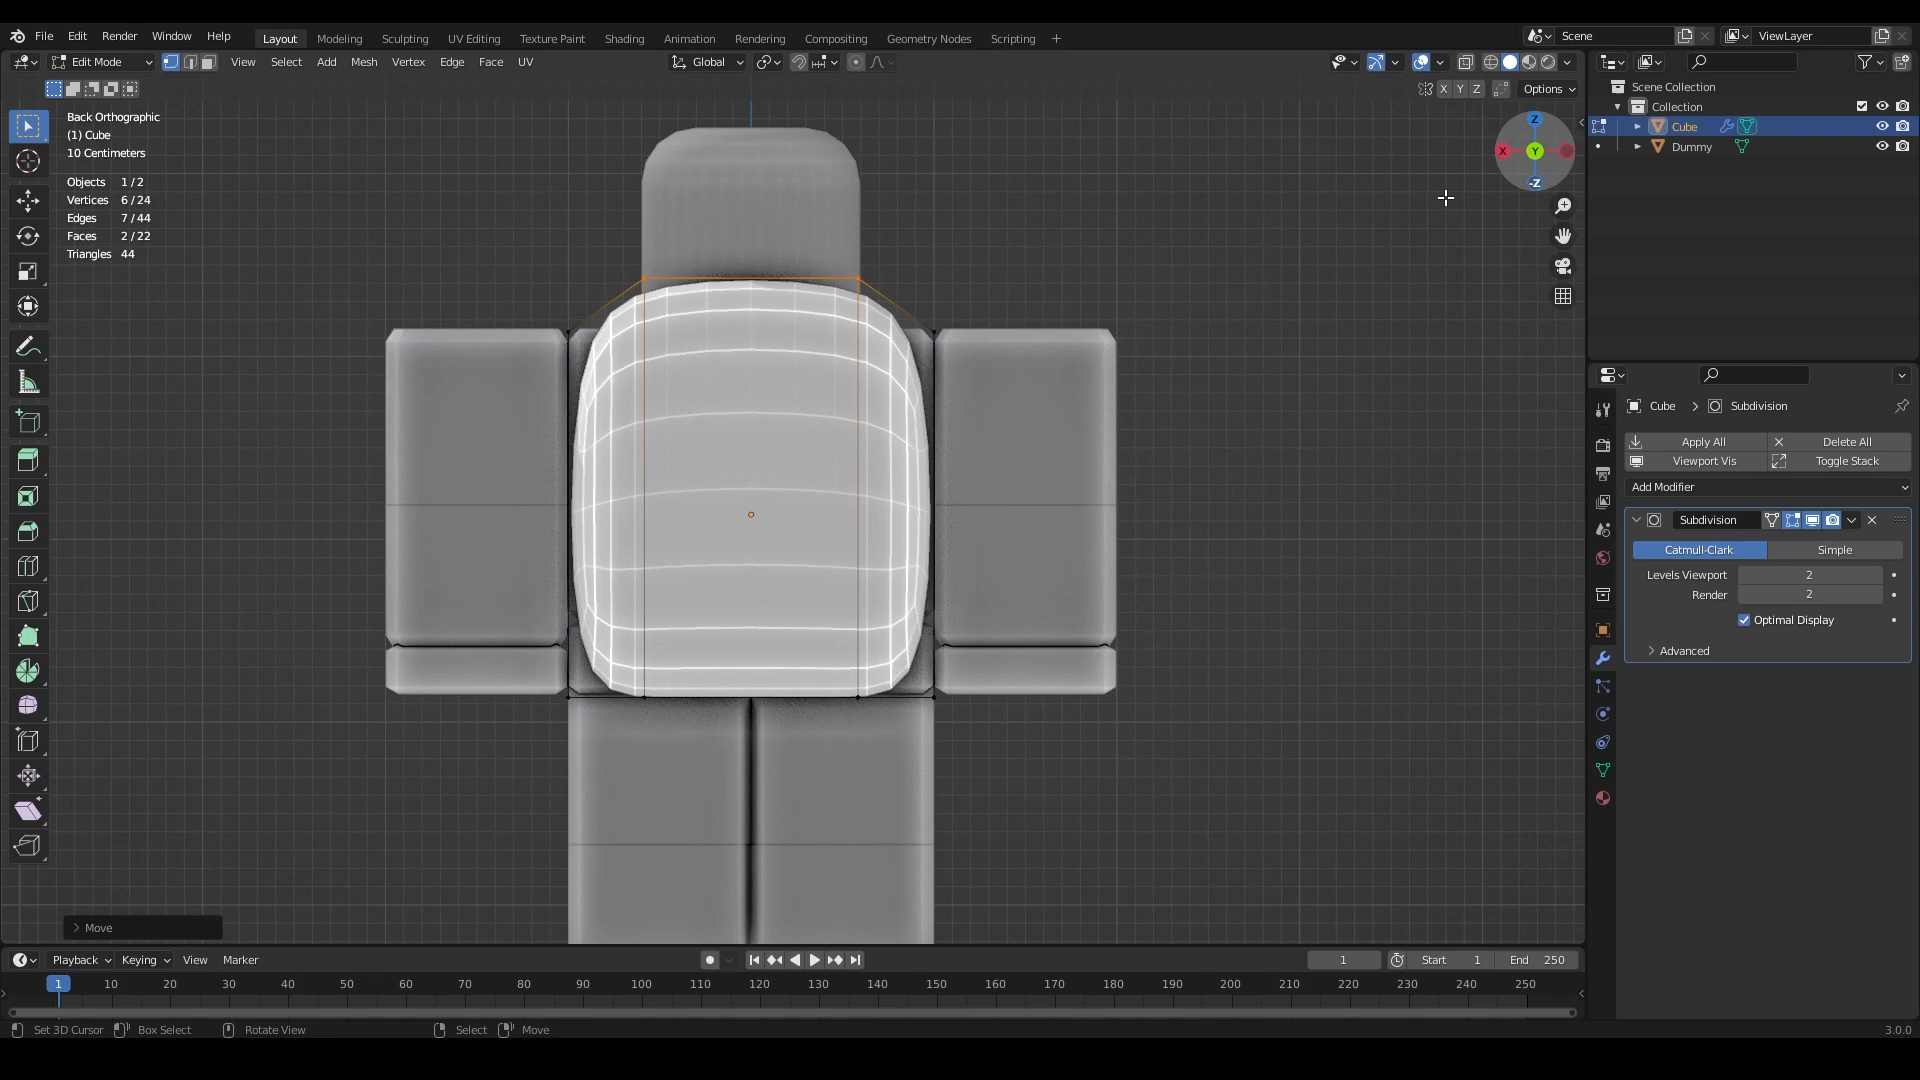 File Edit Render Window Help Layout Modeling Sculpting UV Editing Texture Paint Shading Animation Rendering Compositing Geometry Nodes Scripting + Scene ViewLayer
Edit Mode View Select Add Mesh Vertex Edge Face UV Global
X Y Z Options
Scene Collection
Collection
Cube
Dummy
Back Orthographic
(1) Cube
10 Centimeters
Objects 1 / 2
Vertices 6 / 24
Edges 7 / 44
Faces 2 / 22
Triangles 44
Z
X Y
-Z
Cube > Subdivision
Apply All Delete All
Viewport Vis Toggle Stack
Add Modifier
Subdivision
Catmull-Clark Simple
Levels Viewport 2
Render 2
Optimal Display
Advanced
Move
Playback Keying View Marker 1 Start 1 End 250
1 10 20 30 40 50 60 70 80 90 100 110 120 130 140 150 160 170 180 190 200 210 220 230 240 250
Set 3D Cursor Box Select Rotate View Select Move 3.0.0